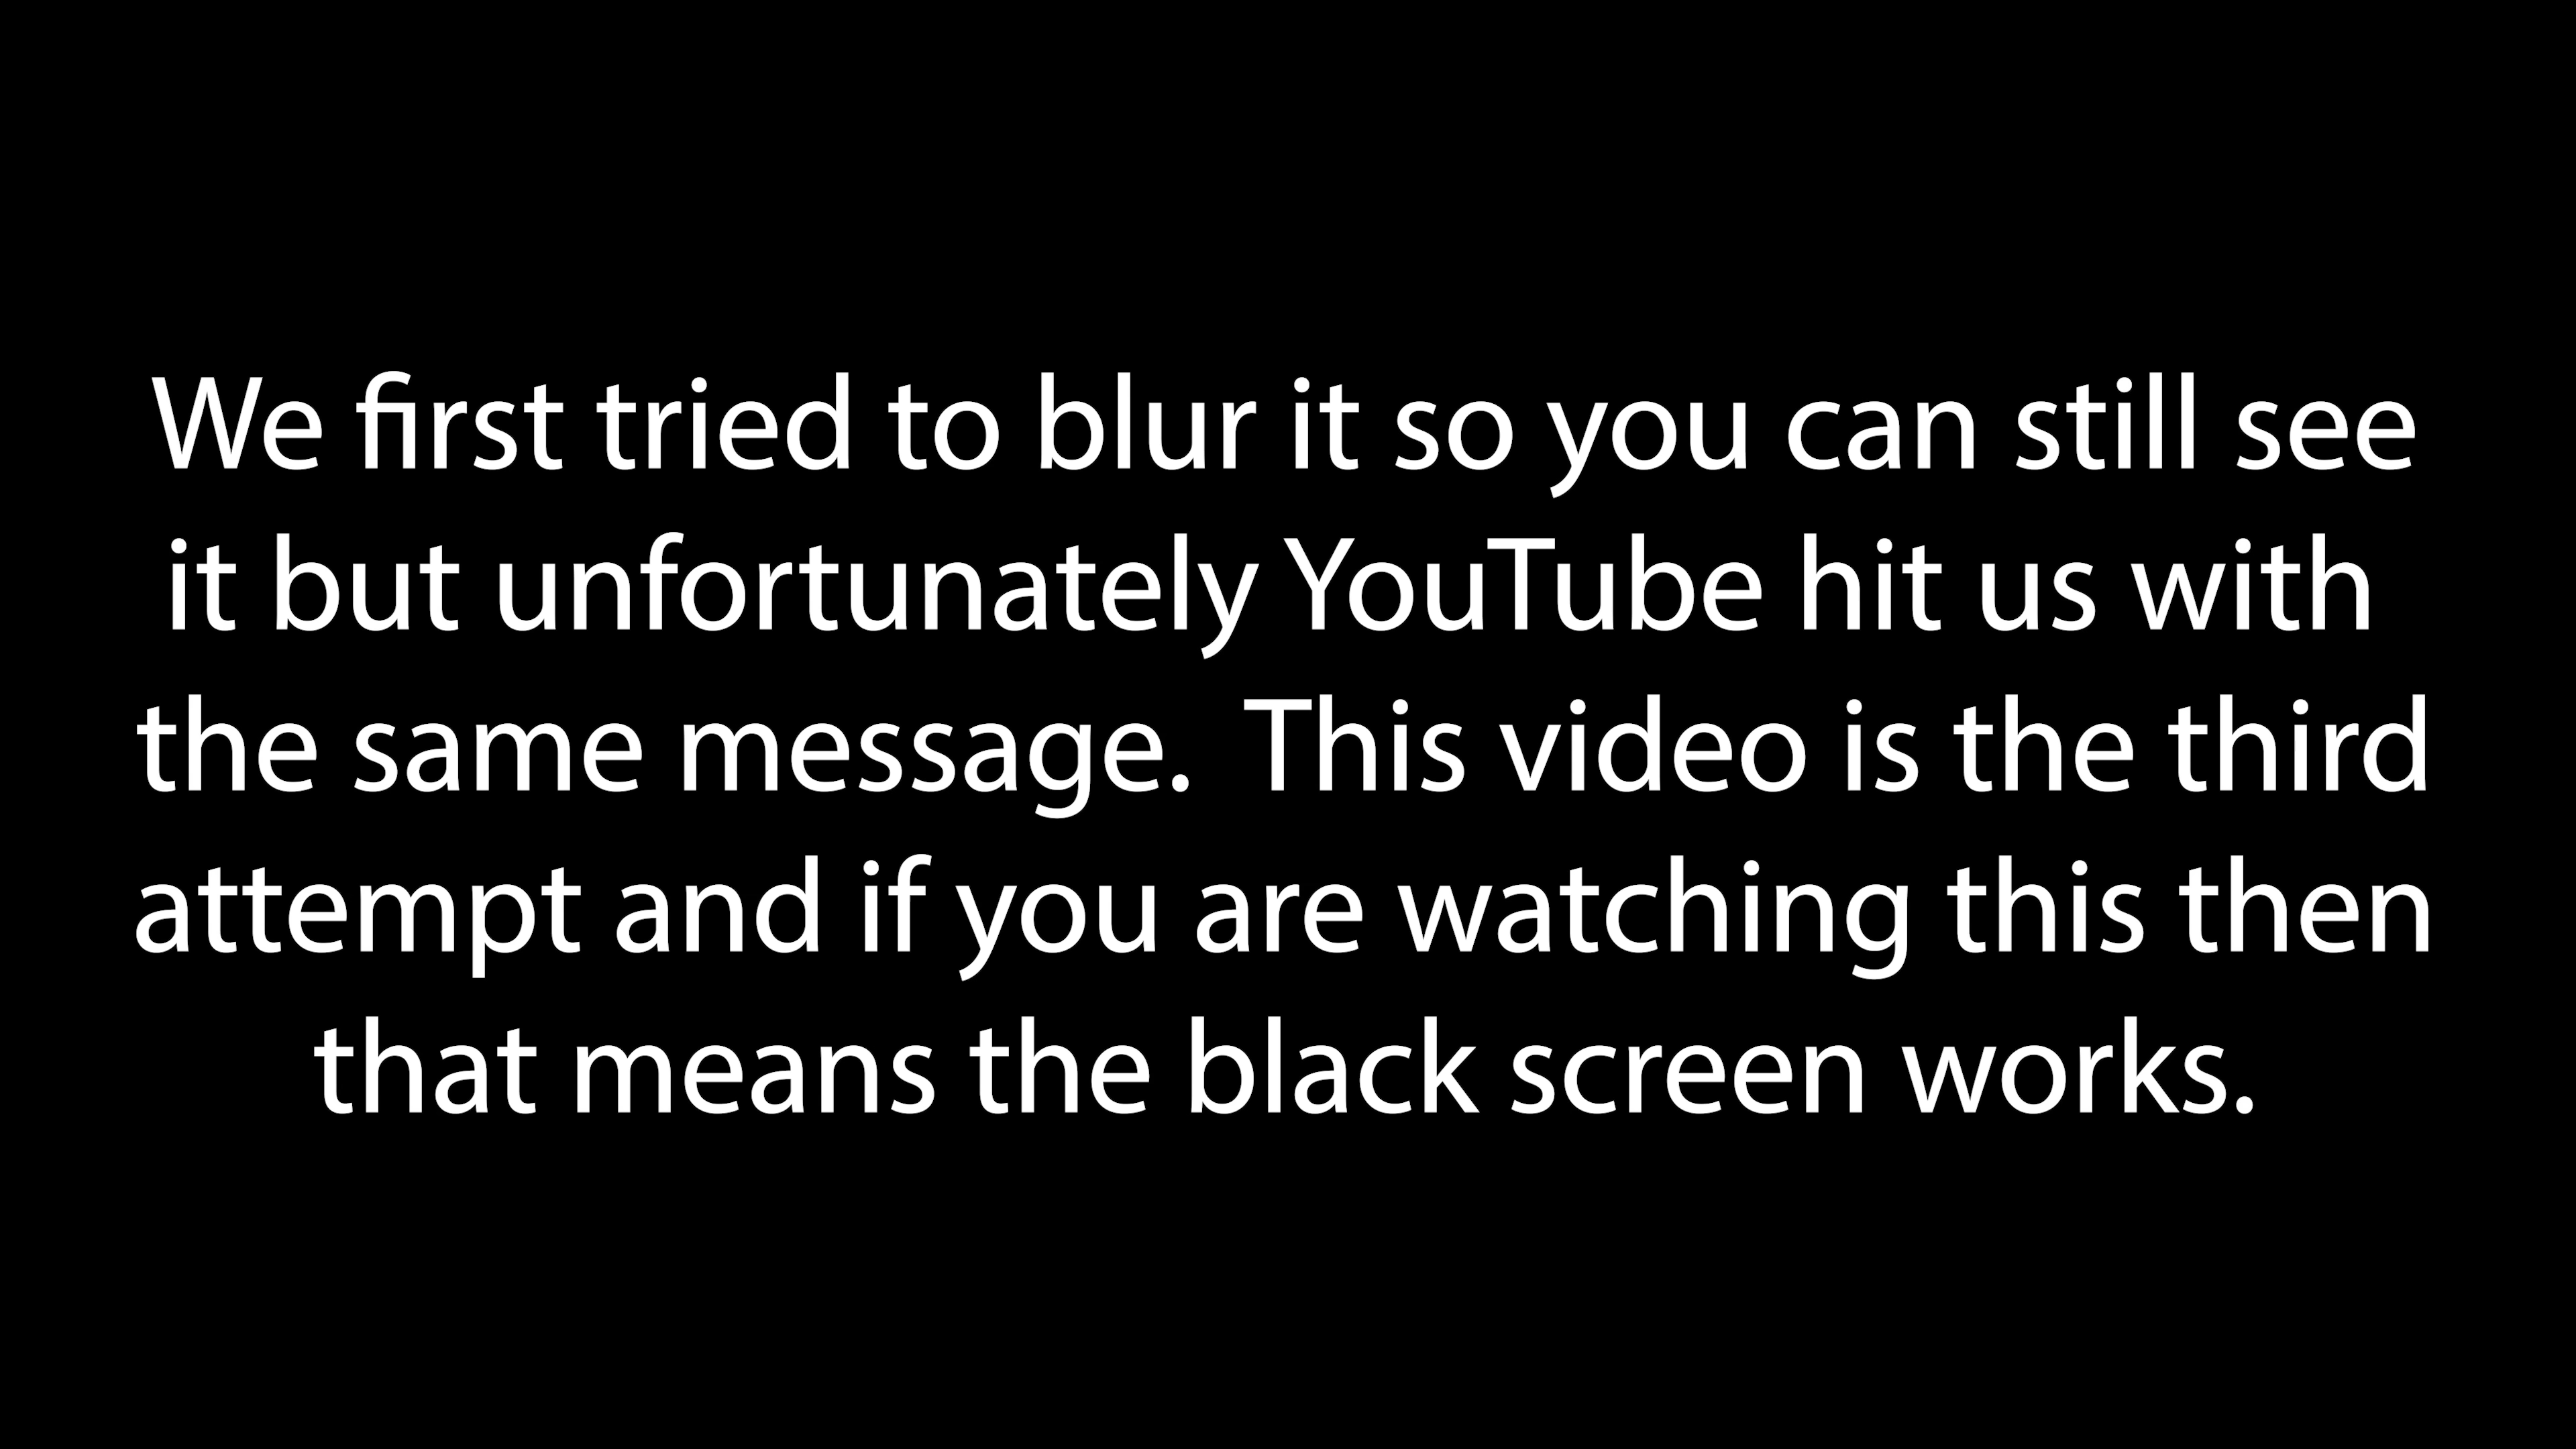 We first tried to blur it so you can still see
it but unfortunately YouTube hit us with
the same message.  This video is the third
attempt and if you are watching this then
that means the black screen works.